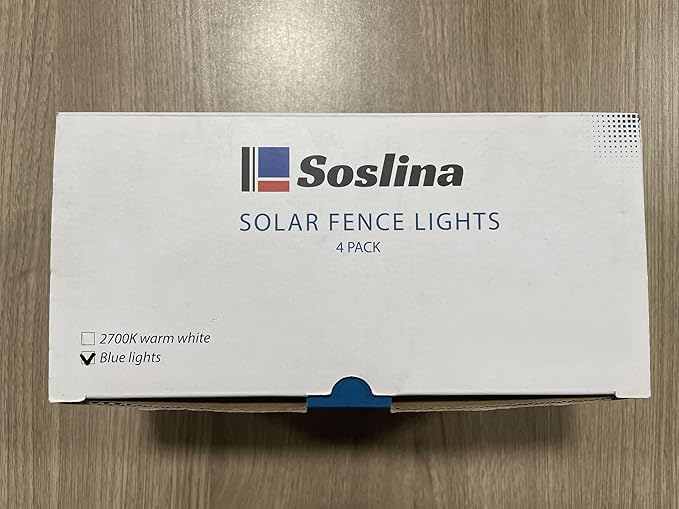 Soslina
SOLAR FENCE LIGHTS
4 PACK
2700K warm white
Blue lights